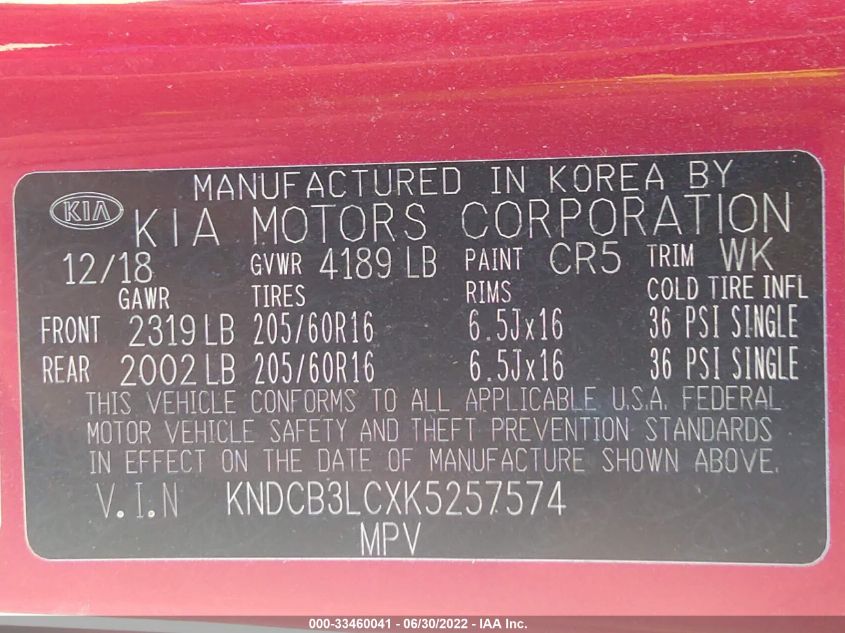 MANUFACTURED IN KOREA BY
KIA KIA MOTORS CORPORATION
12/18 GVWR 4189 LB PAINT CR5 TRIM WK
GAWR TIRES RIMS COLD TIRE INFL
FRONT 2319 LB 205/60R16 6.5Jx16 36 PSI SINGLE
REAR 2002 LB 205/60R16 6.5Jx16 36 PSI SINGLE
THIS VEHICLE CONFORMS TO ALL APPLICABLE U.S.A. FEDERAL
MOTOR VEHICLE SAFETY AND THEFT PREVENTION STANDARDS
IN EFFECT ON THE DATE OF MANUFACTURE SHOWN ABOVE.
V.I.N KNDCB3LCXK5257574
MPV
000-33460041 - 06/30/2022 - IAA Inc.